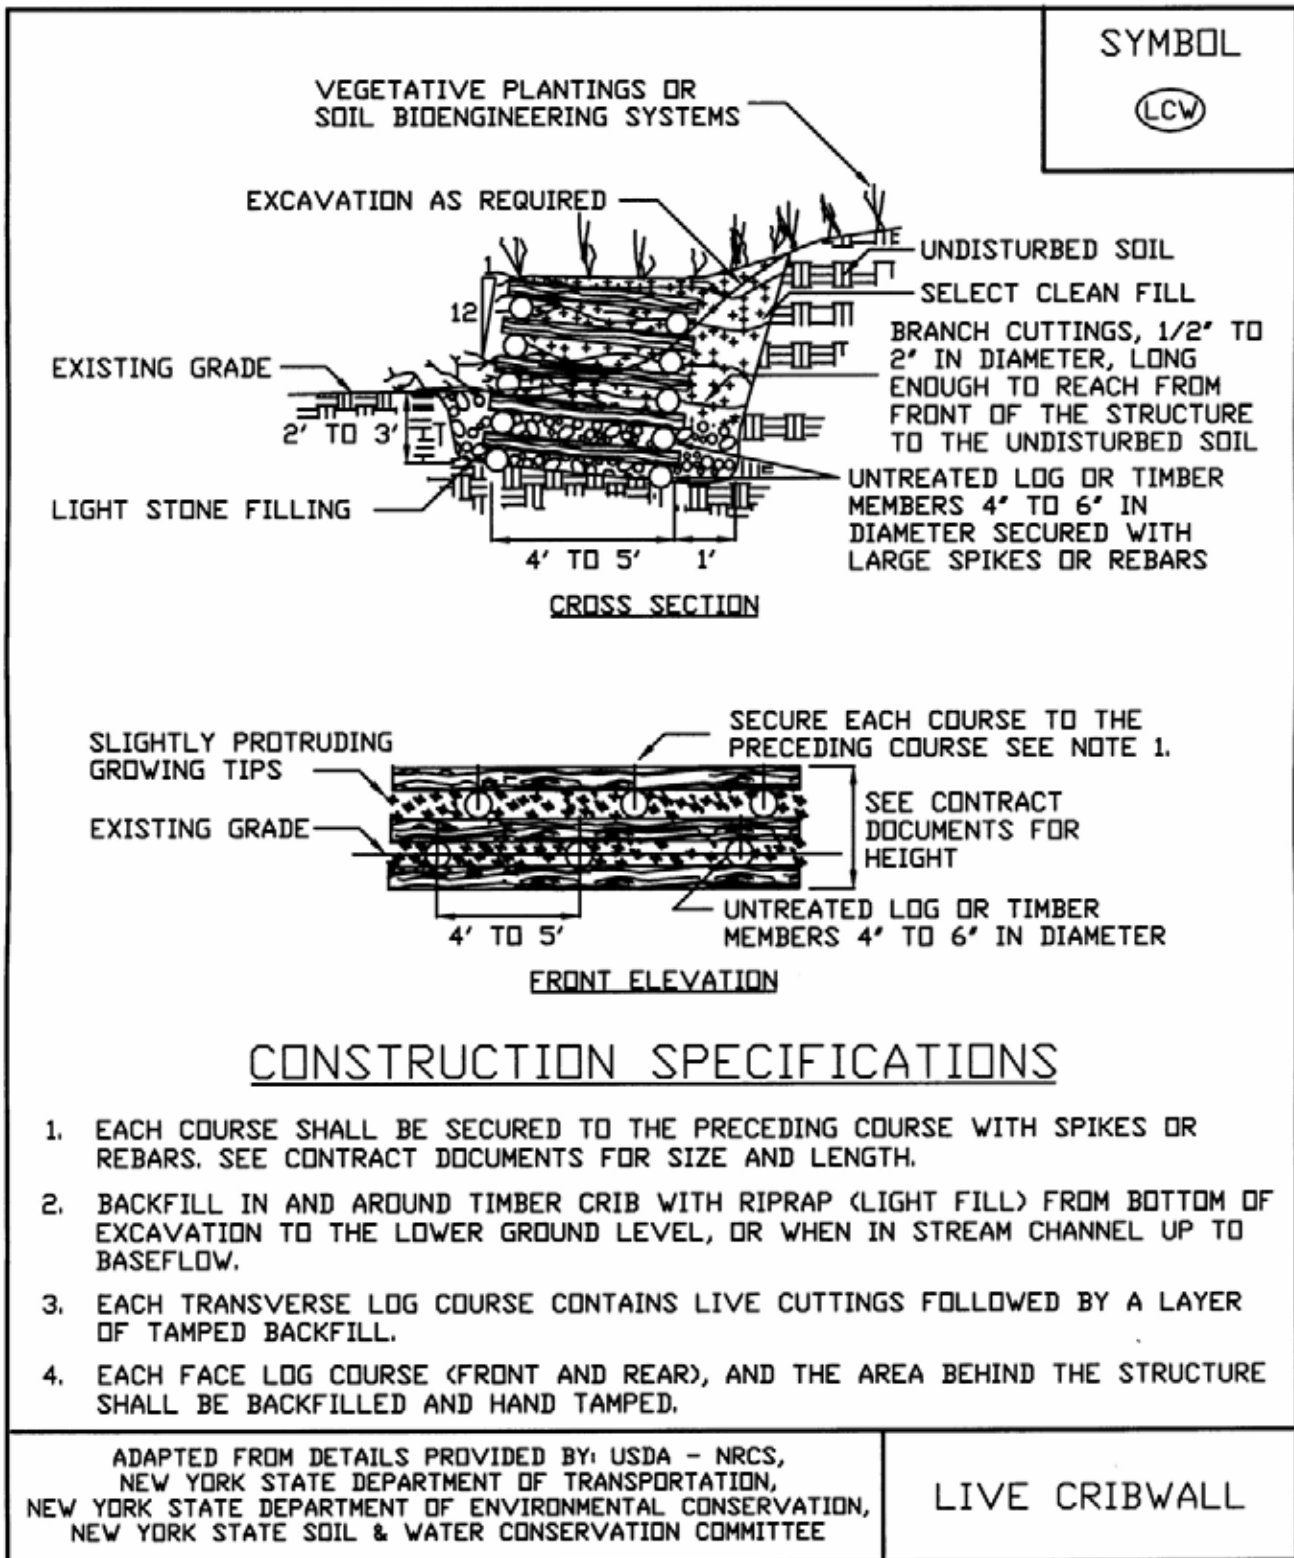 SYMBOL
LCW
VEGETATIVE PLANTINGS OR
SOIL BIOENGINEERING SYSTEMS
EXCAVATION AS REQUIRED
UNDISTURBED SOIL
SELECT CLEAN FILL
1
12
BRANCH CUTTINGS, 1/2" TO
2" IN DIAMETER, LONG
ENOUGH TO REACH FROM
FRONT OF THE STRUCTURE
TO THE UNDISTURBED SOIL
EXISTING GRADE
2' TO 3'
LIGHT STONE FILLING
UNTREATED LOG OR TIMBER
MEMBERS 4" TO 6" IN
DIAMETER SECURED WITH
LARGE SPIKES OR REBARS
4' TO 5'
1'
CROSS SECTION
SECURE EACH COURSE TO THE
PRECEDING COURSE SEE NOTE 1.
SLIGHTLY PROTRUDING
GROWING TIPS
EXISTING GRADE
SEE CONTRACT
DOCUMENTS FOR
HEIGHT
4' TO 5'
UNTREATED LOG OR TIMBER
MEMBERS 4" TO 6" IN DIAMETER
FRONT ELEVATION
CONSTRUCTION SPECIFICATIONS
1. EACH COURSE SHALL BE SECURED TO THE PRECEDING COURSE WITH SPIKES OR
REBARS. SEE CONTRACT DOCUMENTS FOR SIZE AND LENGTH.
2. BACKFILL IN AND AROUND TIMBER CRIB WITH RIPRAP (LIGHT FILL) FROM BOTTOM OF
EXCAVATION TO THE LOWER GROUND LEVEL, OR WHEN IN STREAM CHANNEL UP TO
BASEFLOW.
3. EACH TRANSVERSE LOG COURSE CONTAINS LIVE CUTTINGS FOLLOWED BY A LAYER
OF TAMPED BACKFILL.
4. EACH FACE LOG COURSE (FRONT AND REAR), AND THE AREA BEHIND THE STRUCTURE
SHALL BE BACKFILLED AND HAND TAMPED.
ADAPTED FROM DETAILS PROVIDED BY: USDA - NRCS,
NEW YORK STATE DEPARTMENT OF TRANSPORTATION,
NEW YORK STATE DEPARTMENT OF ENVIRONMENTAL CONSERVATION,
NEW YORK STATE SOIL & WATER CONSERVATION COMMITTEE
LIVE CRIBWALL